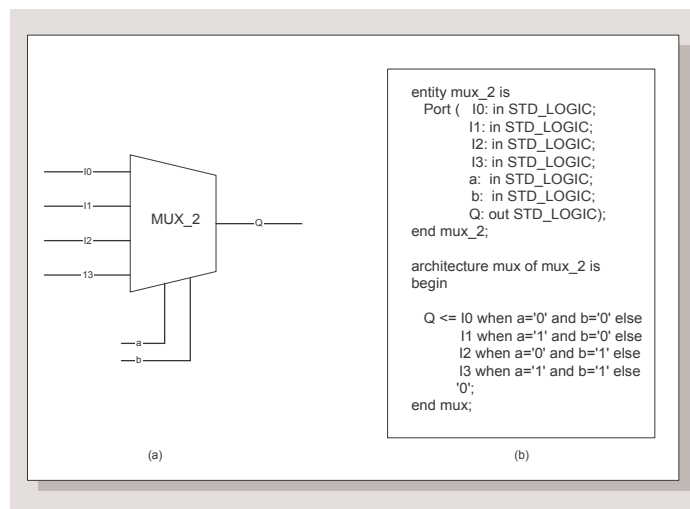 I0
I1
I2
13
MUX_2
Q
a
b
(a)
entity mux_2 is
Port ( I0: in STD_LOGIC;
I1: in STD_LOGIC;
I2: in STD_LOGIC;
I3: in STD_LOGIC;
a: in STD_LOGIC;
b: in STD_LOGIC;
Q: out STD_LOGIC);
end mux_2;
architecture mux of mux_2 is
begin
Q <= I0 when a='0' and b='0' else
I1 when a='1' and b='0' else
I2 when a='0' and b='1' else
I3 when a='1' and b='1' else
'0';
end mux;
(b)